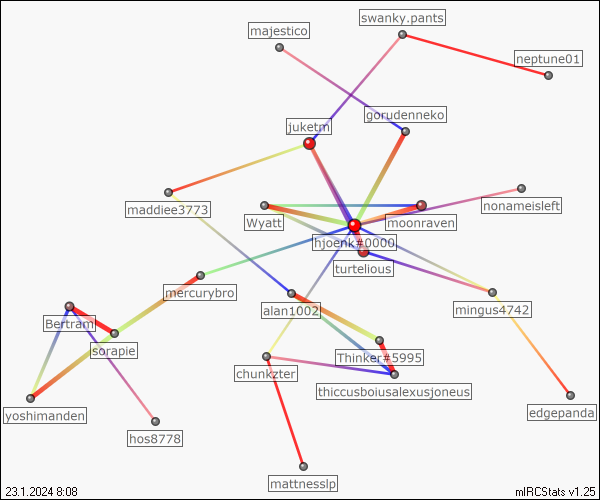 swanky.pants
majestico
neptune01
gorudenneko
juketm
nonameisleft
maddiee3773
Wyatt
moonraven
hjoenk#0000
turtelious
mercurybro
alan1002
mingus4742
Bertramj
sorapie
Thinker#5995
chunkzter
thiccusboiusalexusjoneus
yoshimanden
edgepanda
hos8778
mattnesslp
23.1.2024 8:08
mIRCStats v1.25